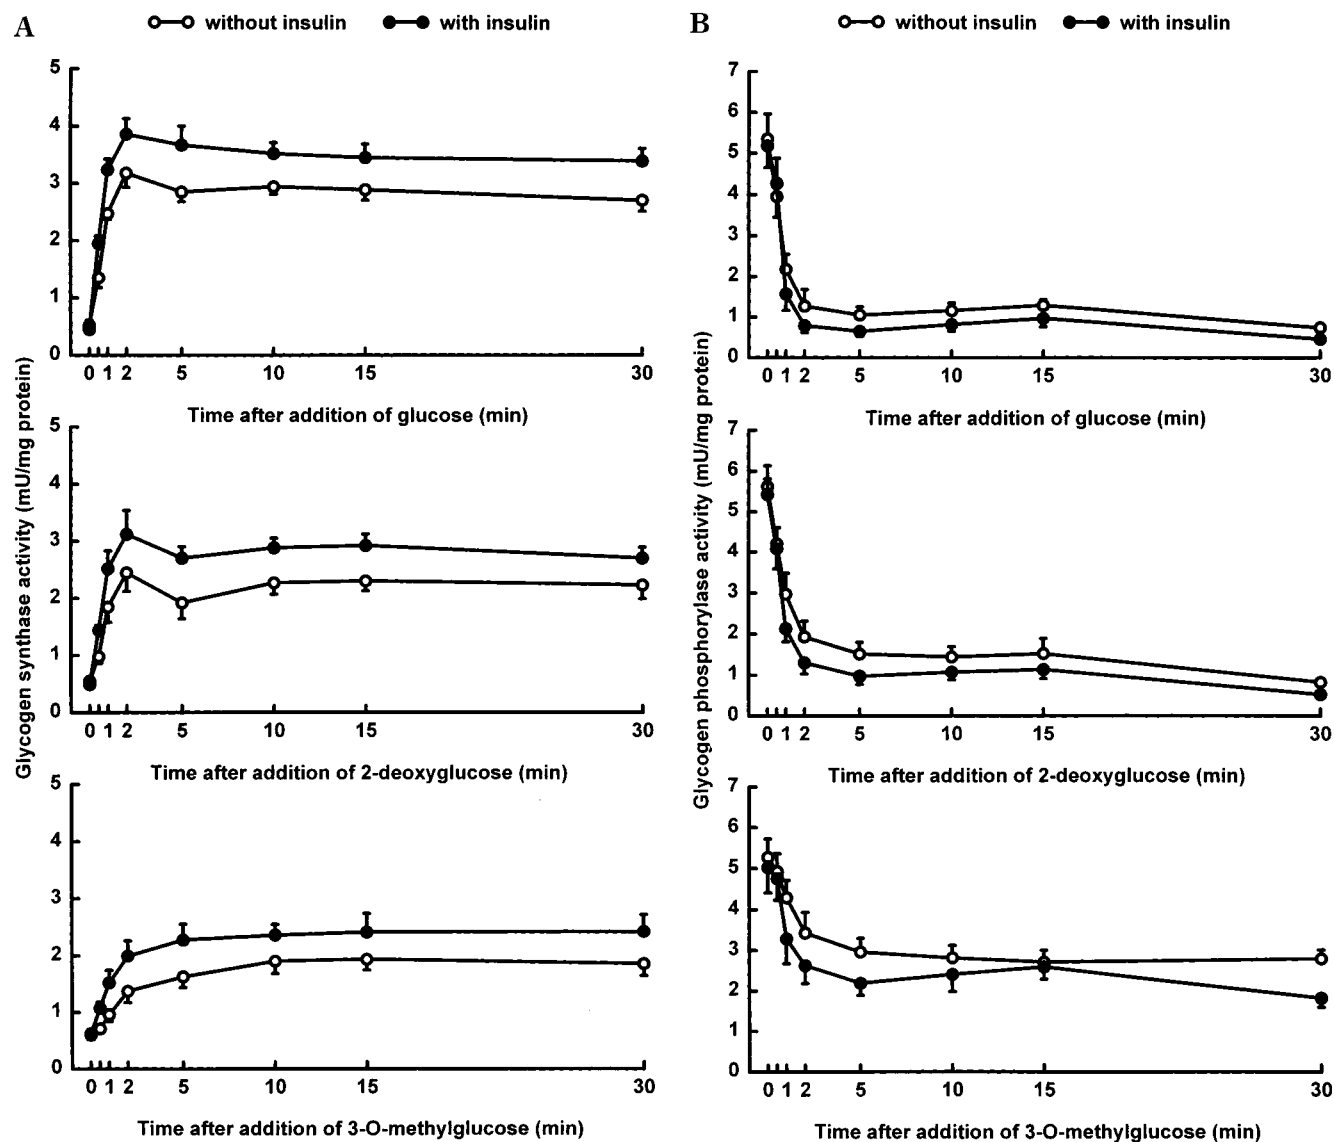 A
without insulin
with insulin
5
4
3
2
1
0
0 1 2 5 10 15 30
Time after addition of glucose (min)
5
4
3
2
1
0
0 1 2 5 10 15 30
Time after addition of 2-deoxyglucose (min)
5
4
3
2
1
0
0 1 2 5 10 15 30
Time after addition of 3-O-methylglucose (min)
Glycogen synthase activity (mU/mg protein)
B
without insulin
with insulin
7
6
5
4
3
2
1
0
0 1 2 5 10 15 30
Time after addition of glucose (min)
7
6
5
4
3
2
1
0
0 1 2 5 10 15 30
Time after addition of 2-deoxyglucose (min)
7
6
5
4
3
2
1
0
0 1 2 5 10 15 30
Time after addition of 3-O-methylglucose (min)
Glycogen phosphorylase activity (mU/mg protein)